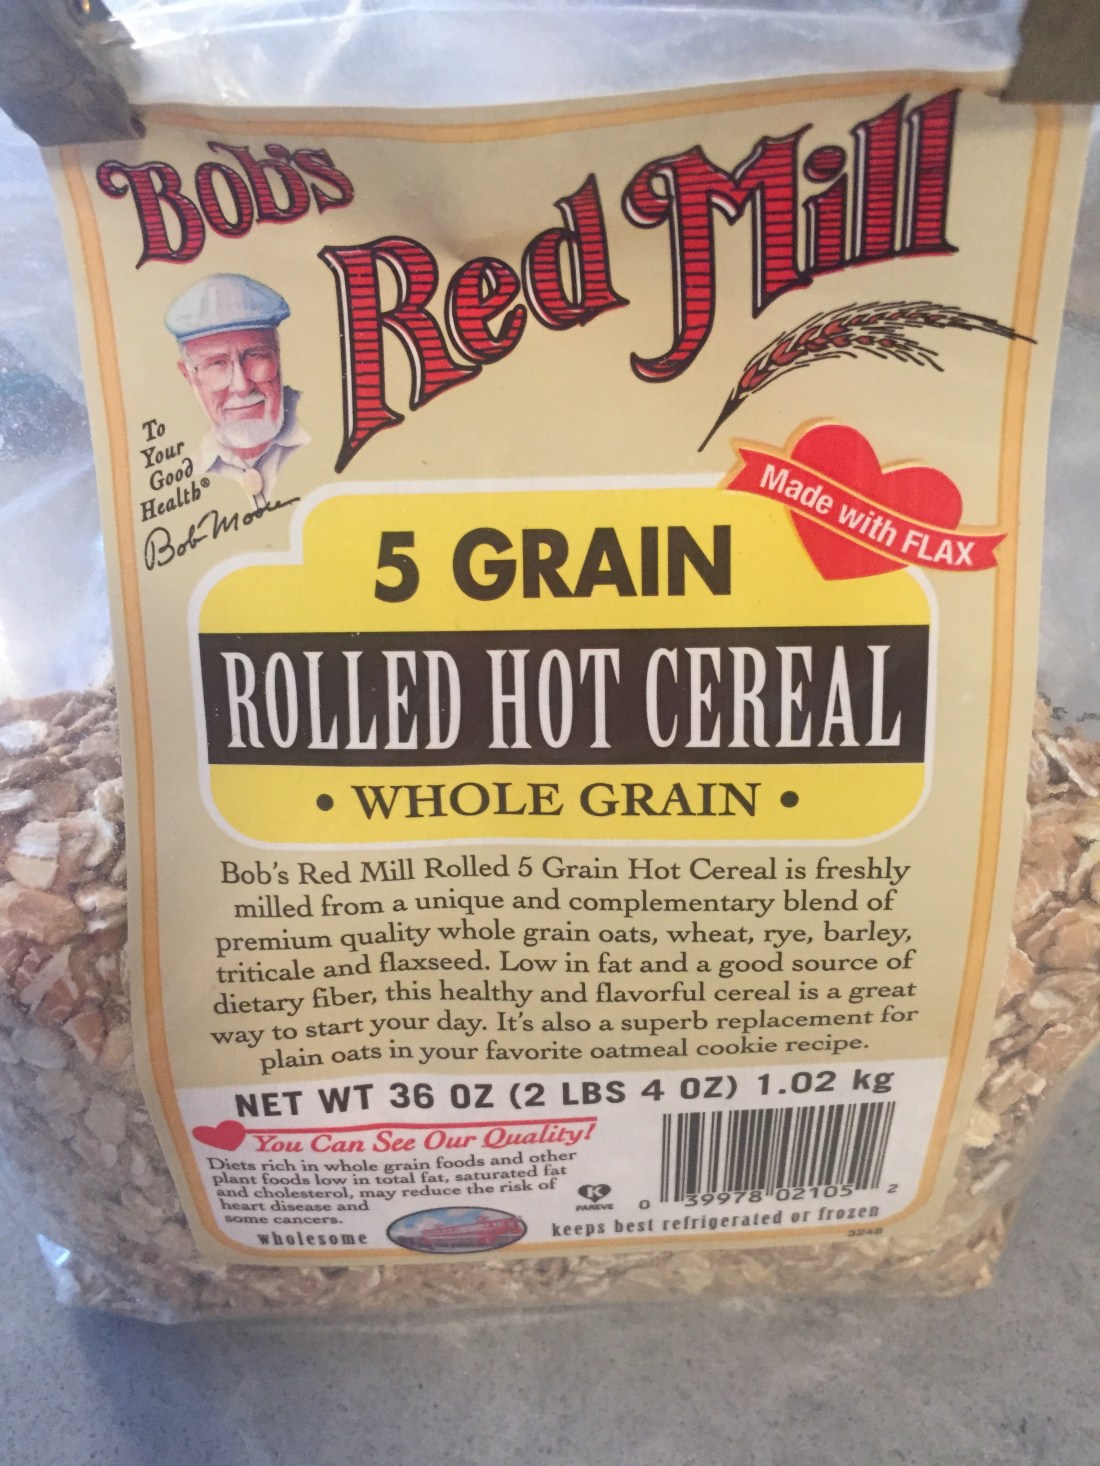 Bob's
Red Mill
To
Your
Good
Health®
Bob Moore
Made with FLAX
5 GRAIN
ROLLED HOT CEREAL
• WHOLE GRAIN •
Bob's Red Mill Rolled 5 Grain Hot Cereal is freshly
milled from a unique and complementary blend of
premium quality whole grain oats, wheat, rye, barley,
triticale and flaxseed. Low in fat and a good source of
dietary fiber, this healthy and flavorful cereal is a great
way to start your day. It's also a superb replacement for
plain oats in your favorite oatmeal cookie recipe.
NET WT 36 OZ (2 LBS 4 OZ) 1.02 kg
You Can See Our Quality!
Diets rich in whole grain foods and other
plant foods low in total fat, saturated fat
and cholesterol, may reduce the risk of
heart disease and
some cancers.
wholesome
K
PAREVE
0 39978 02105 2
keeps best refrigerated or frozen
3248